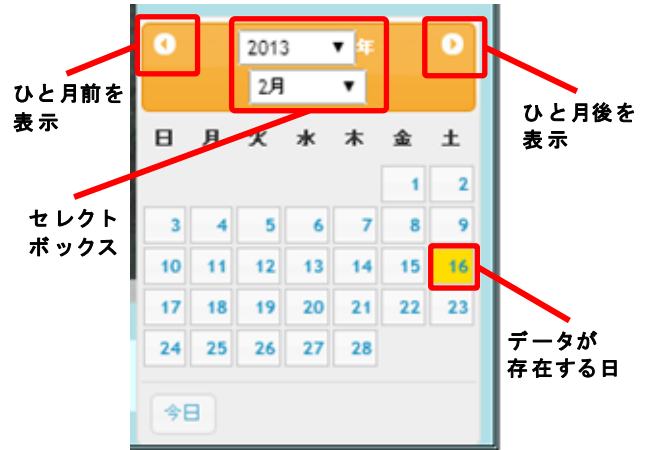 2013 ▼ 年
2月 ▼
ひと月前を
表示
ひと月後を
表示
日 月 火 水 木 金 土
1 2
セレクト
ボックス
3 4 5 6 7 8 9
10 11 12 13 14 15 16
17 18 19 20 21 22 23
データが
存在する日
24 25 26 27 28
今日